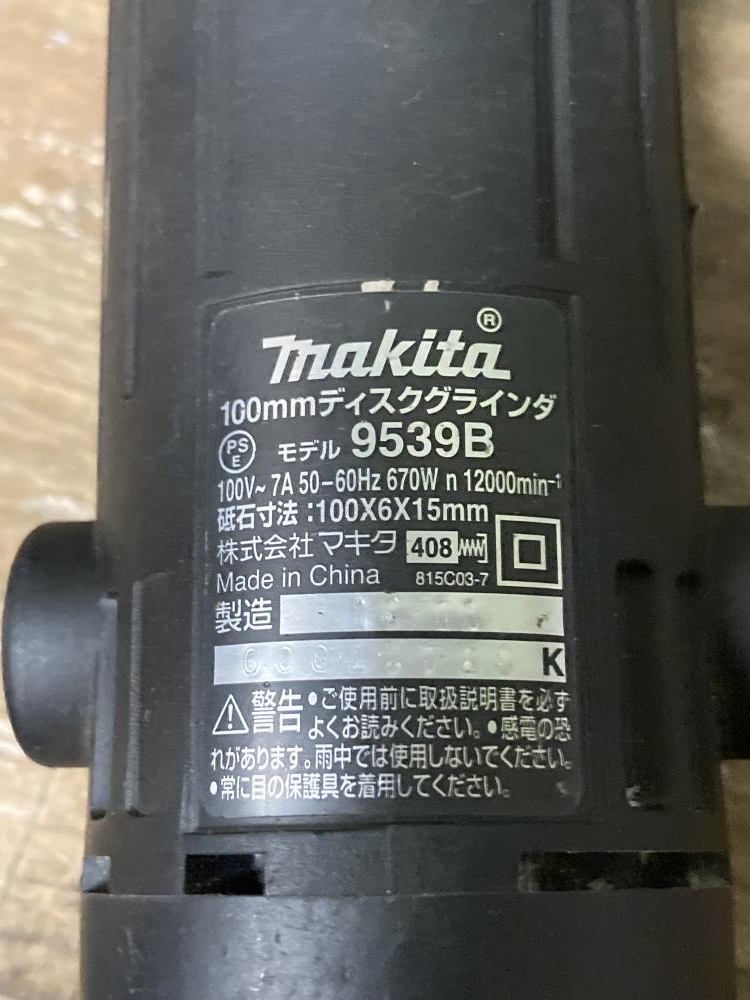 makita®
100mmディスクグラインダ
PS E モデル 9539B
100V~ 7A 50-60Hz 670W n 12000min⁻¹
砥石寸法:100X6X15mm
株式会社マキタ 408
Made in China 815C03-7
製造
K
警告 •ご使用前に取扱説明書を必ず
よくお読みください。•感電の恐
れがあります。雨中では使用しないでください。
•常に目の保護具を着用してください。